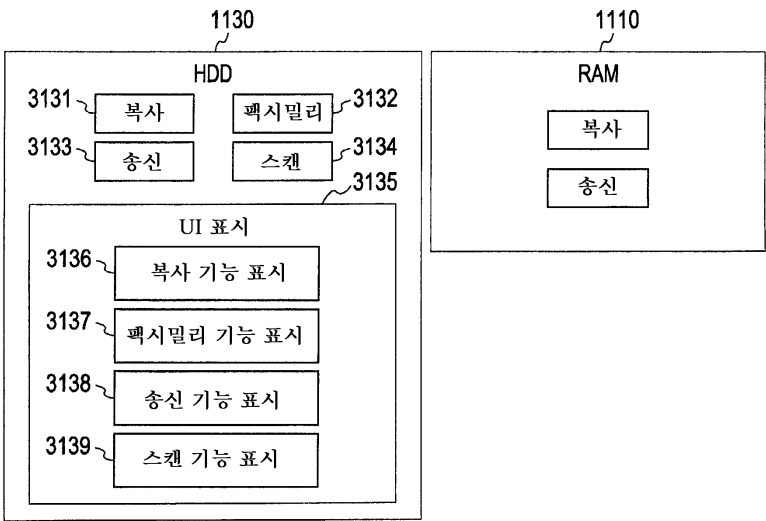 1130
1110
HDD
RAM
3131
복사
팩시밀리
3132
3133
송신
스캔
3134
복사
송신
3135
UI 표시
3136
복사 기능 표시
3137
팩시밀리 기능 표시
3138
송신 기능 표시
3139
스캔 기능 표시